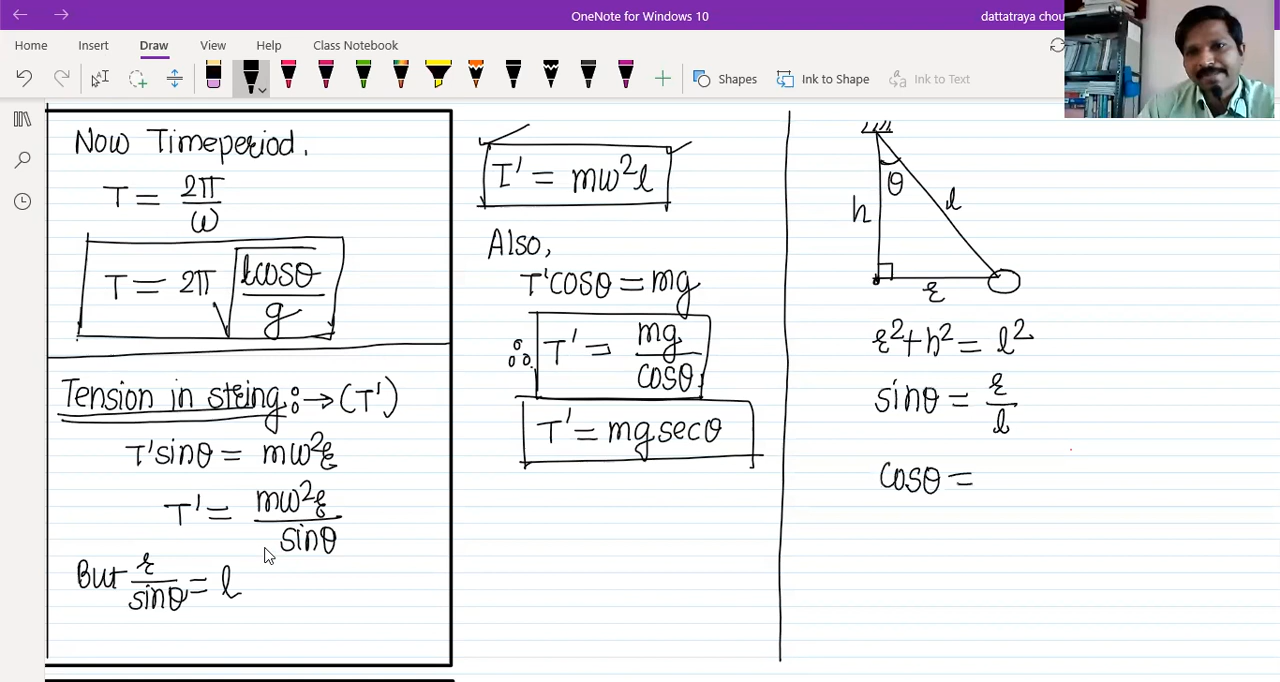 OneNote for Windows 10
dattatraya chou
Home Insert Draw View Help Class Notebook
Shapes Ink to Shape Ink to Text
Now Timeperiod.
T = 2π/ω
T = 2π √(lcosθ/g)
Tension in string :→ (T')
T'sinθ = mω²r
T' = mω²r/sinθ
But r/sinθ = l
T' = mω²l
Also,
T'cosθ = mg
∴ T' = mg/cosθ
T' = mgsecθ
θ
l
h
r
r²+h² = l²
sinθ = r/l
cosθ =